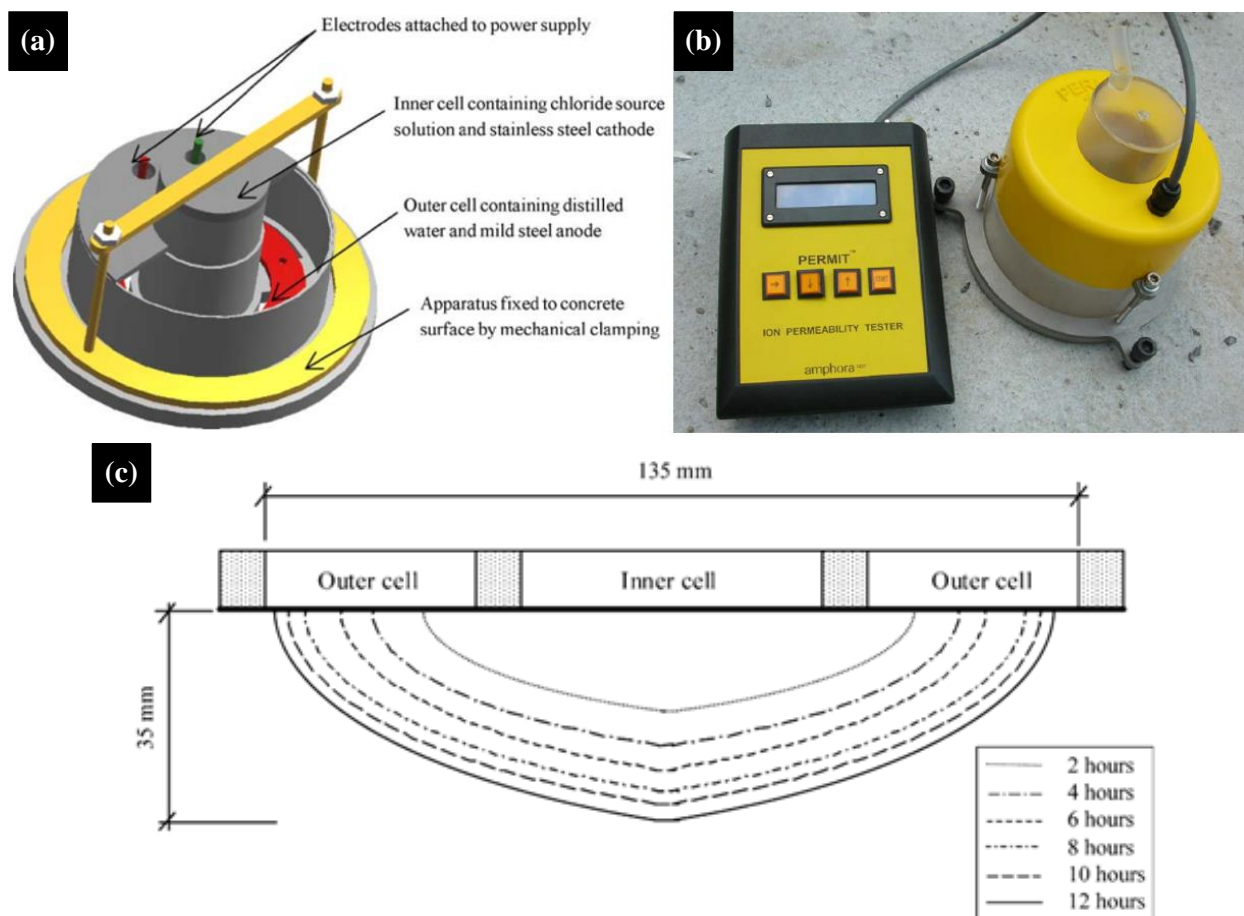 (a)
Electrodes attached to power supply
Inner cell containing chloride source
solution and stainless steel cathode
Outer cell containing distilled
water and mild steel anode
Apparatus fixed to concrete
surface by mechanical clamping
(b)
PERMIT™
ION PERMEABILITY TESTER
amphora
(c)
135 mm
Outer cell
Inner cell
Outer cell
35 mm
2 hours
4 hours
6 hours
8 hours
10 hours
12 hours